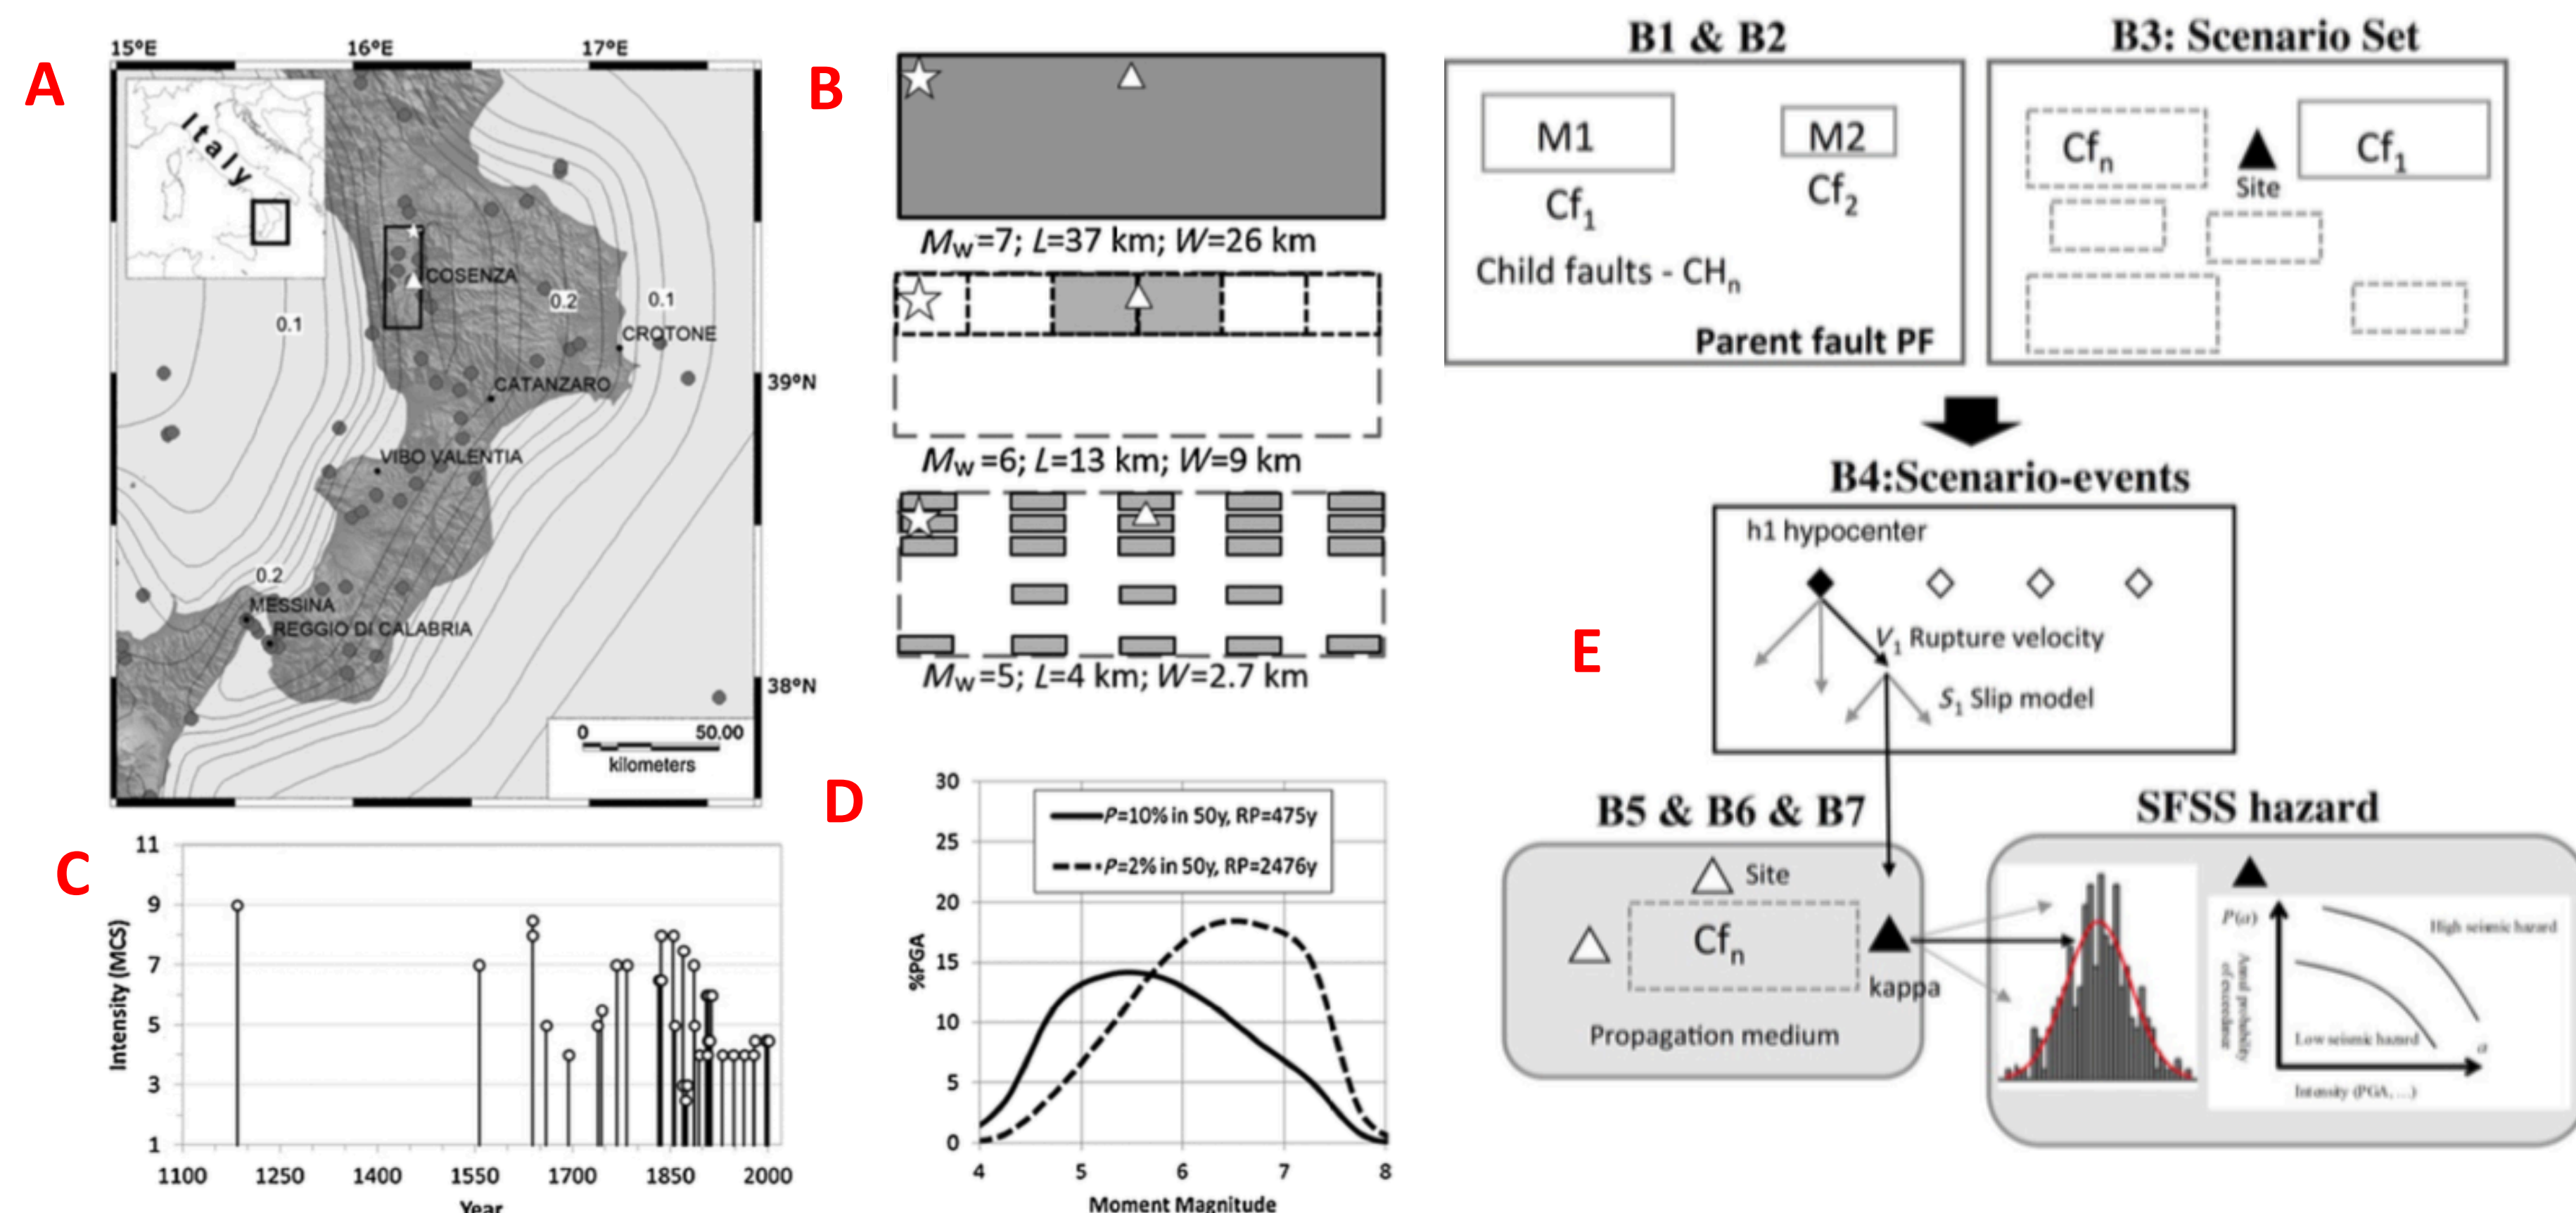 A
15°E 16°E 17°E
Italy
COSENZA
0.2
0.1
0.1
CROTONE
CATANZARO
39°N
VIBO VALENTIA
0.2
MESSINA
REGGIO DI CALABRIA
38°N
0 50.00
kilometers
B
Mw=7; L=37 km; W=26 km
Mw=6; L=13 km; W=9 km
Mw=5; L=4 km; W=2.7 km
C
Intensity (MCS)
11
9
7
5
3
1
1100 1250 1400 1550 1700 1850 2000
Year
D
%PGA
30
25
20
15
10
5
0
P=10% in 50y, RP=475y
P=2% in 50y, RP=2476y
4 5 6 7 8
Moment Magnitude
E
B1 & B2
M1
M2
Cf1
Cf2
Child faults - CHn
Parent fault PF
B3: Scenario Set
Cfn
Site
Cf1
B4:Scenario-events
h1 hypocenter
V1 Rupture velocity
S1 Slip model
B5 & B6 & B7
Site
Cfn
kappa
Propagation medium
SFSS hazard
P(a)
High seismic hazard
Annual probability
of exceedance
Low seismic hazard
a
Intensity (PGA, ...)